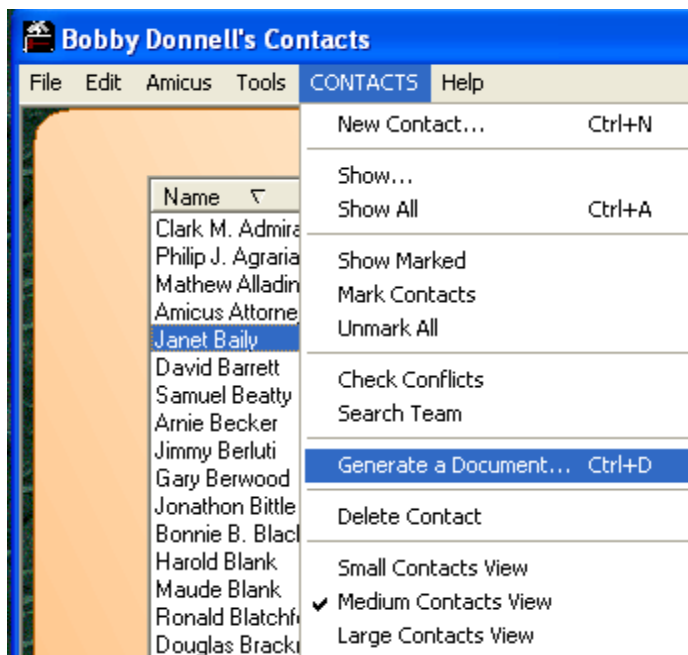 Bobby Donnell's Contacts
File Edit Amicus Tools CONTACTS Help
Name
Clark M. Admira
Philip J. Agraria
Mathew Alladin
Amicus Attorne
Janet Baily
David Barrett
Samuel Beatty
Arnie Becker
Jimmy Berluti
Gary Berwood
Jonathon Bittle
Bonnie B. Blac
Harold Blank
Maude Blank
Ronald Blatchf
Douglas Brack
New Contact... Ctrl+N
Show...
Show All Ctrl+A
Show Marked
Mark Contacts
Unmark All
Check Conflicts
Search Team
Generate a Document... Ctrl+D
Delete Contact
Small Contacts View
Medium Contacts View
Large Contacts View